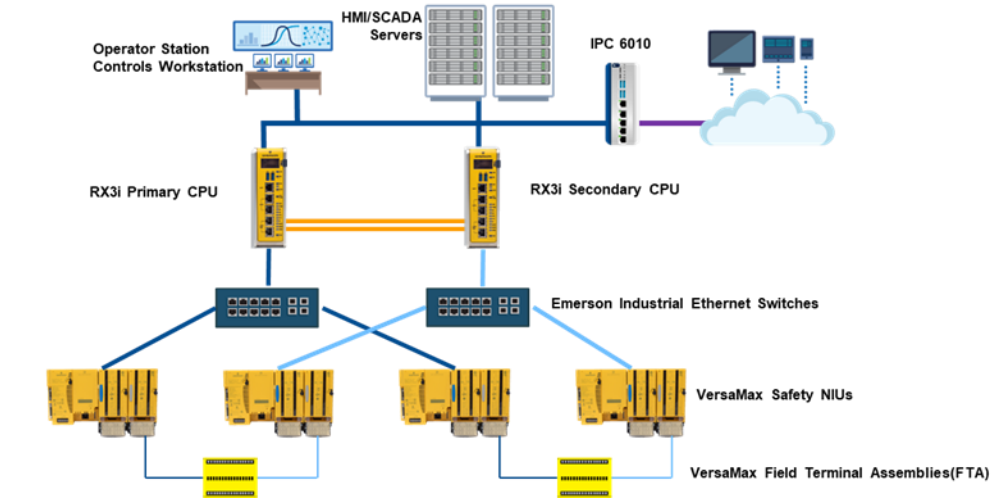 HMI/SCADA
Servers
Operator Station
Controls Workstation
IPC 6010
RX3i Primary CPU
RX3i Secondary CPU
Emerson Industrial Ethernet Switches
VersaMax Safety NIUs
VersaMax Field Terminal Assemblies(FTA)